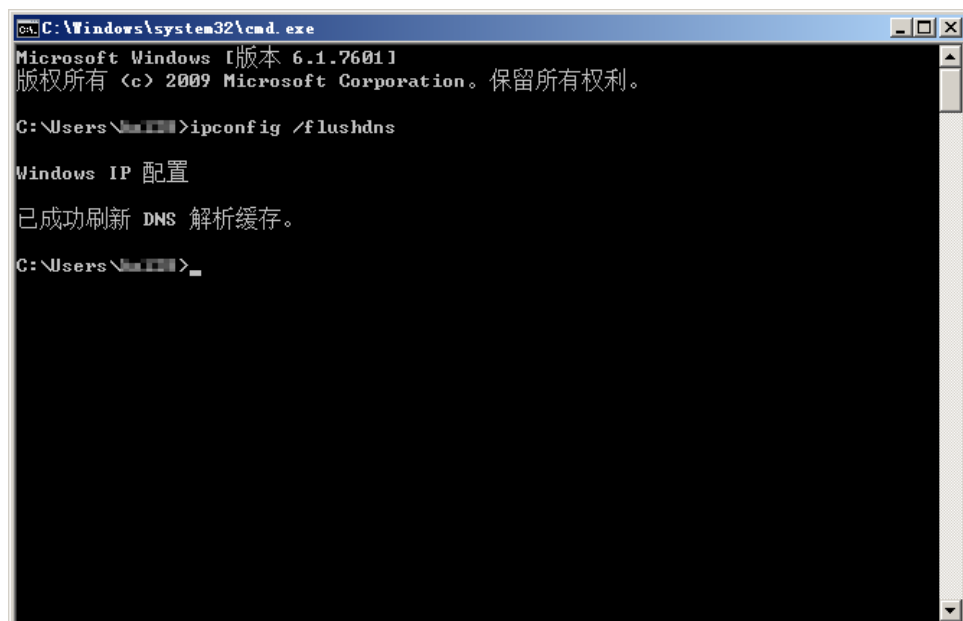 C:\Windows\system32\cmd.exe
Microsoft Windows [版本 6.1.7601]
版权所有 (c) 2009 Microsoft Corporation。保留所有权利。
C:\Users\>ipconfig /flushdns
Windows IP 配置
已成功刷新 DNS 解析缓存。
C:\Users\>_